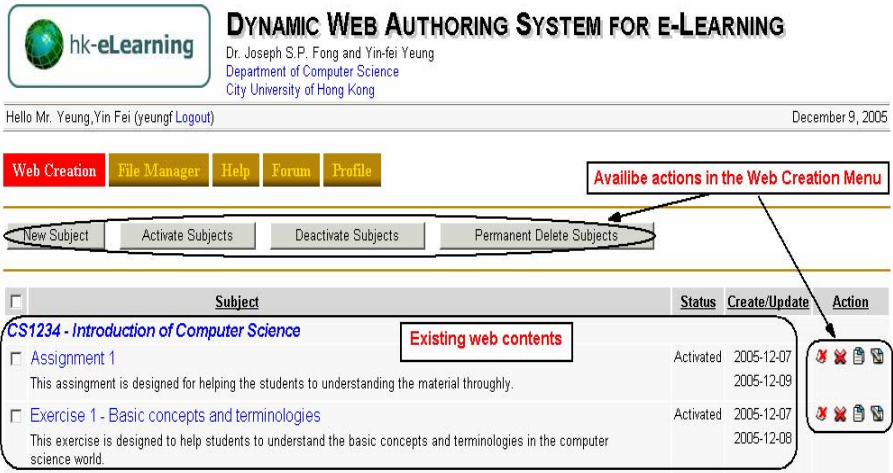 hk-eLearning
DYNAMIC WEB AUTHORING SYSTEM FOR E-LEARNING
Dr. Joseph S.P. Fong and Yin-fei Yeung
Department of Computer Science
City University of Hong Kong
Hello Mr. Yeung,Yin Fei (yeungf Logout)
December 9, 2005
Web Creation File Manager Help Forum Profile
Availibe actions in the Web Creation Menu
New Subject Activate Subjects Deactivate Subjects Permanent Delete Subjects
Subject Status Create/Update Action
CS1234 - Introduction of Computer Science
Existing web contents
Assignment 1 Activated 2005-12-07
This assingment is designed for helping the students to understanding the material throughly. 2005-12-09
Exercise 1 - Basic concepts and terminologies Activated 2005-12-07
This exercise is designed to help students to understand the basic concepts and terminologies in the computer 2005-12-08
science world.